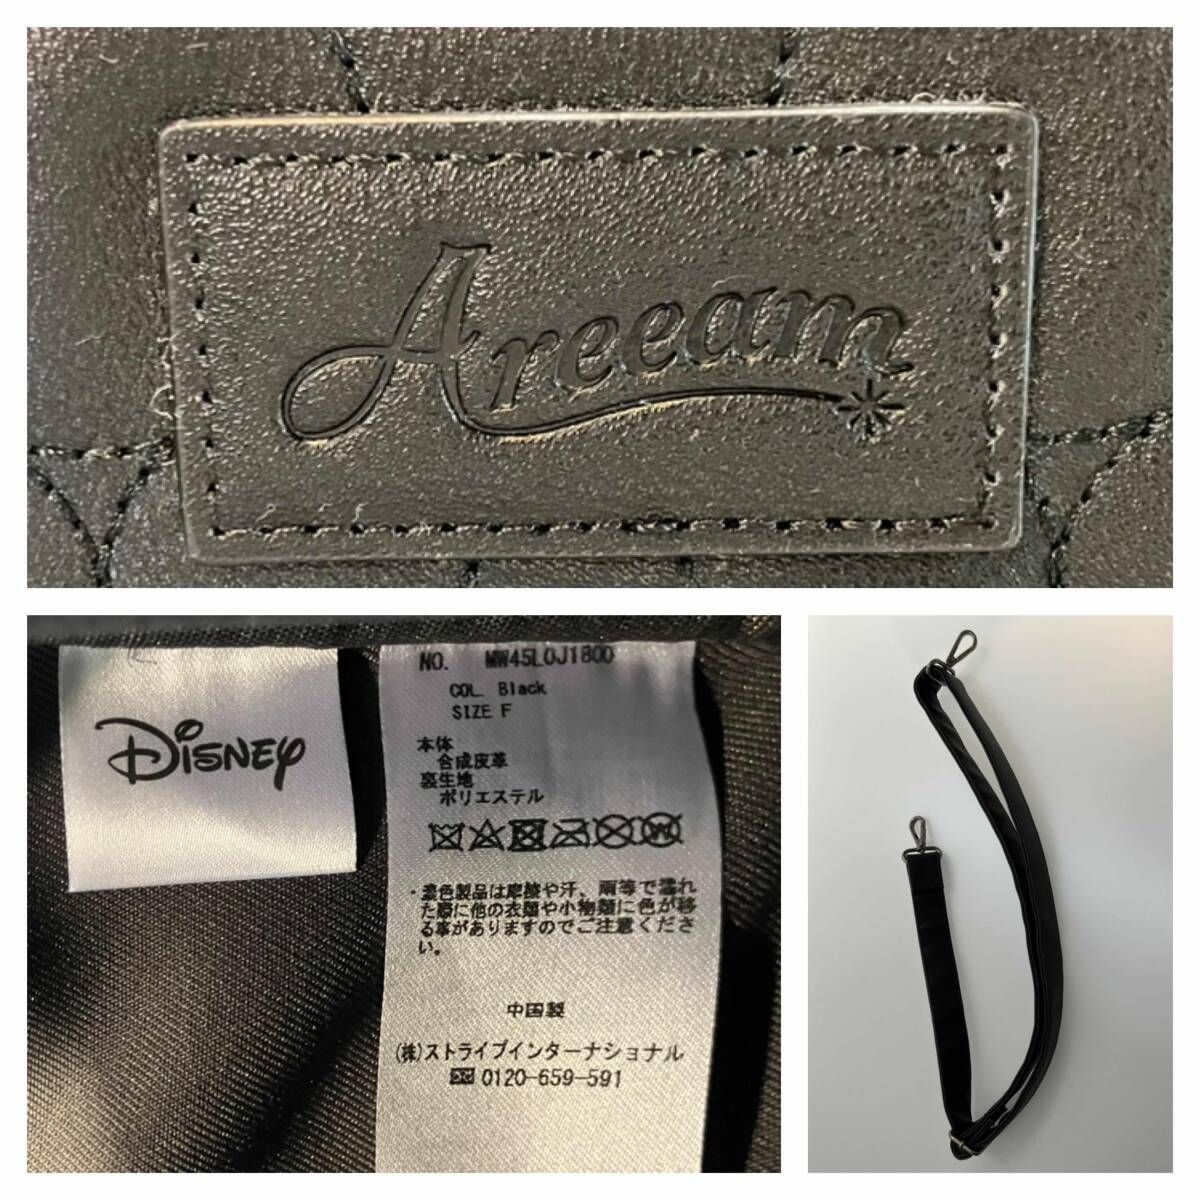 Areeam
Disney
NO. MW45L0J1800
COL. Black
SIZE F
本体
合成皮革
裏生地
ポリエステル
・濃色製品は摩擦や汗、雨等で濡れ
た際に他の衣類や小物類に色が移
る事がありますのでご注意くださ
い。
中国製
(株)ストライプインターナショナル
0120-659-591